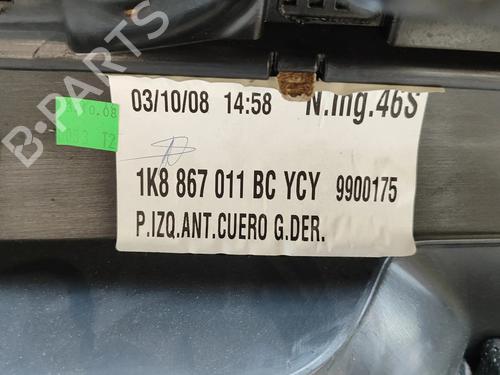 03/10/08 14:58 N.ing.46S
1K8 867 011 BC YCY 9900175
P.IZQ.ANT.CUERO G.DER.
B-PARTS